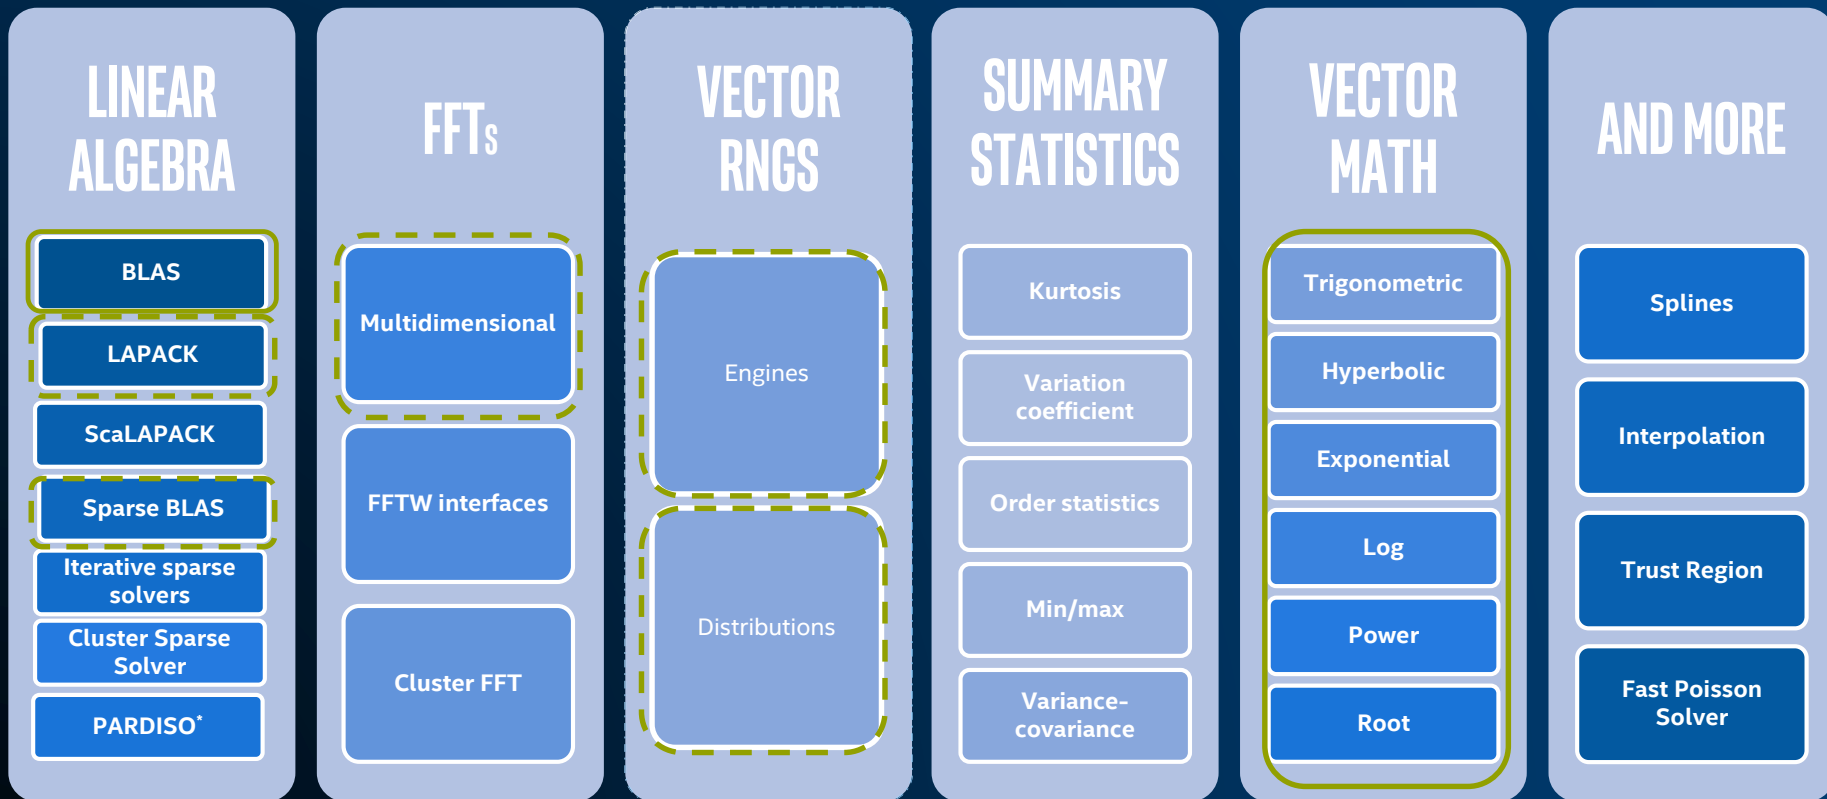 LINEAR
ALGEBRA
BLAS
LAPACK
ScaLAPACK
Sparse BLAS
Iterative sparse
solvers
Cluster Sparse
Solver
PARDISO*
FFTs
Multidimensional
FFTW interfaces
Cluster FFT
VECTOR
RNGS
Engines
Distributions
SUMMARY
STATISTICS
Kurtosis
Variation
coefficient
Order statistics
Min/max
Variance-
covariance
VECTOR
MATH
Trigonometric
Hyperbolic
Exponential
Log
Power
Root
AND MORE
Splines
Interpolation
Trust Region
Fast Poisson
Solver